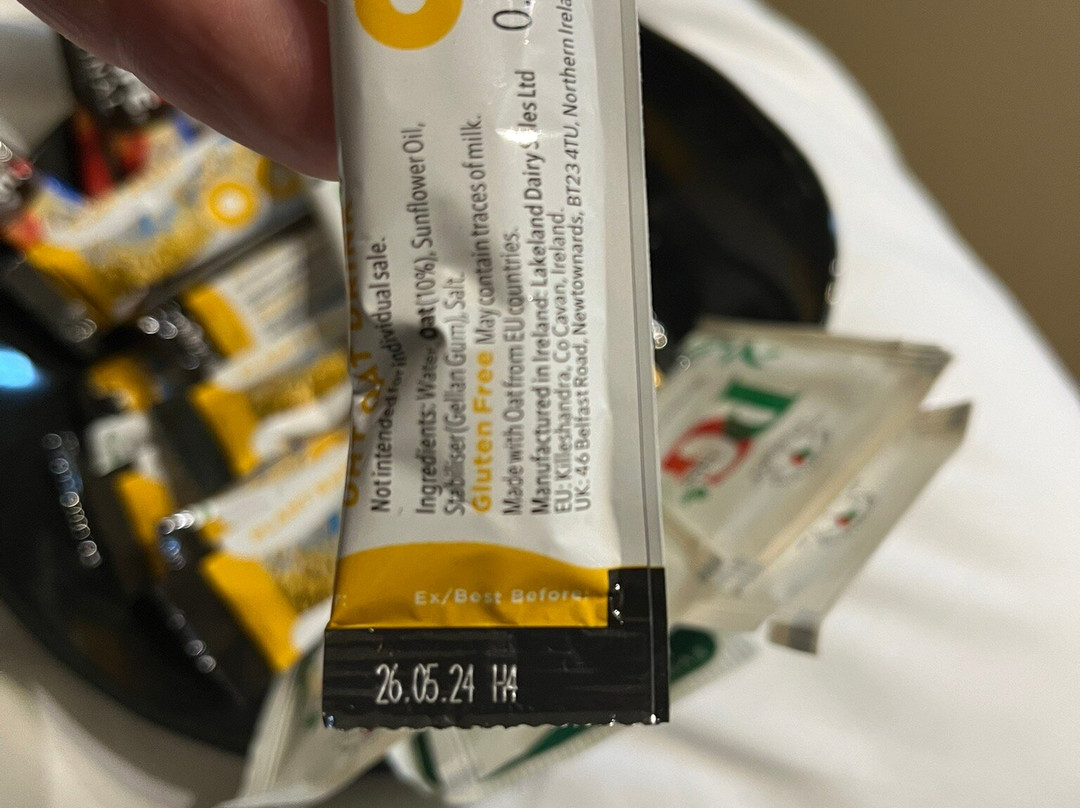 Not intended for individual sale.
Ingredients: Water, Oat (10%), Sunflower Oil,
Stabiliser (Gellan Gum), Salt.
Gluten Free May contain traces of milk.
Made with Oat from EU countries.
Manufactured in Ireland: Lakeland Dairy Sales Ltd
EU: Killeshandra, Co Cavan, Ireland.
UK: 46 Belfast Road, Newtownards, BT23 4TU, Northern Irela
Ex/Best Before:
26.05.24 H4
PG